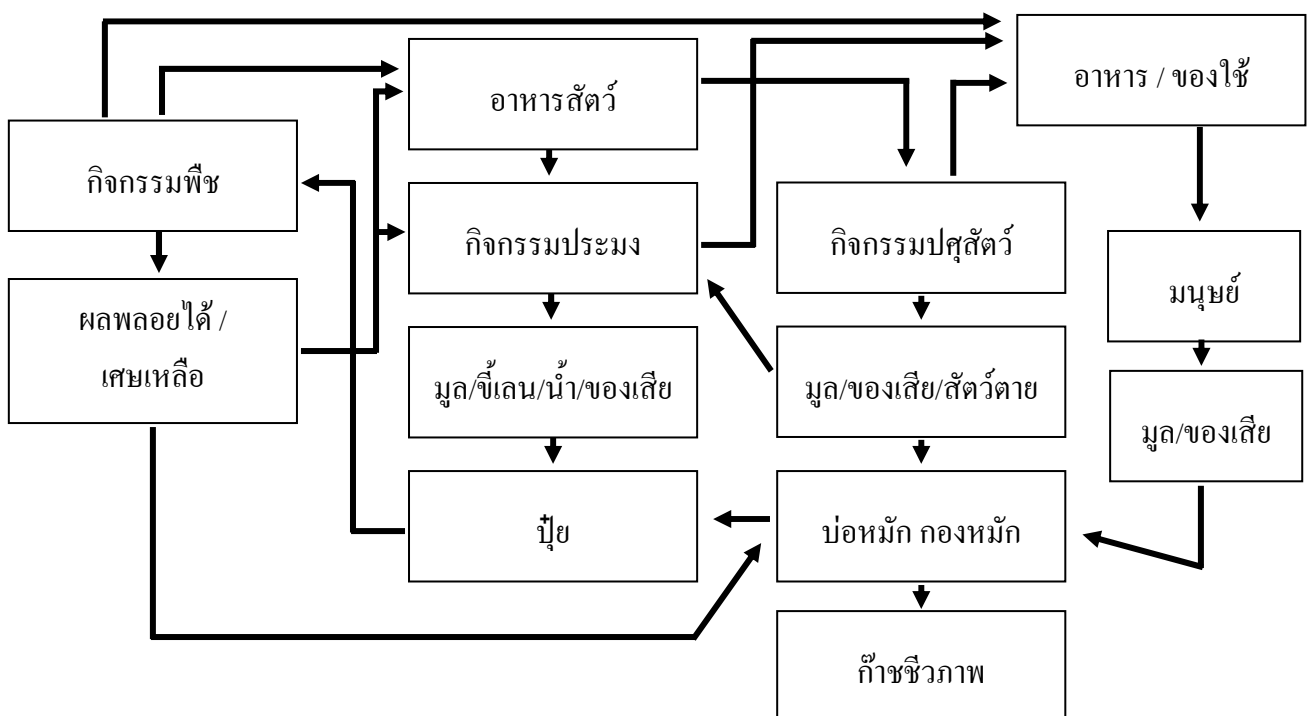 อาหาร / ของใช้
อาหารสัตว์
กิจกรรมพืช
กิจกรรมประมง
กิจกรรมปศุสัตว์
มนุษย์
ผลพลอยได้ /
เศษเหลือ
มูล/ขี้เลน/น้ำ/ของเสีย
มูล/ของเสีย/สัตว์ตาย
มูล/ของเสีย
ปุ๋ย
บ่อหมัก กองหมัก
ก๊าซชีวภาพ